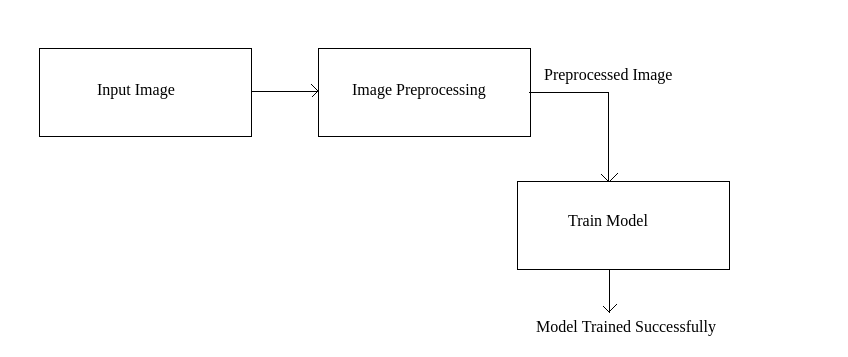 Input Image
Image Preprocessing
Preprocessed Image
Train Model
Model Trained Successfully